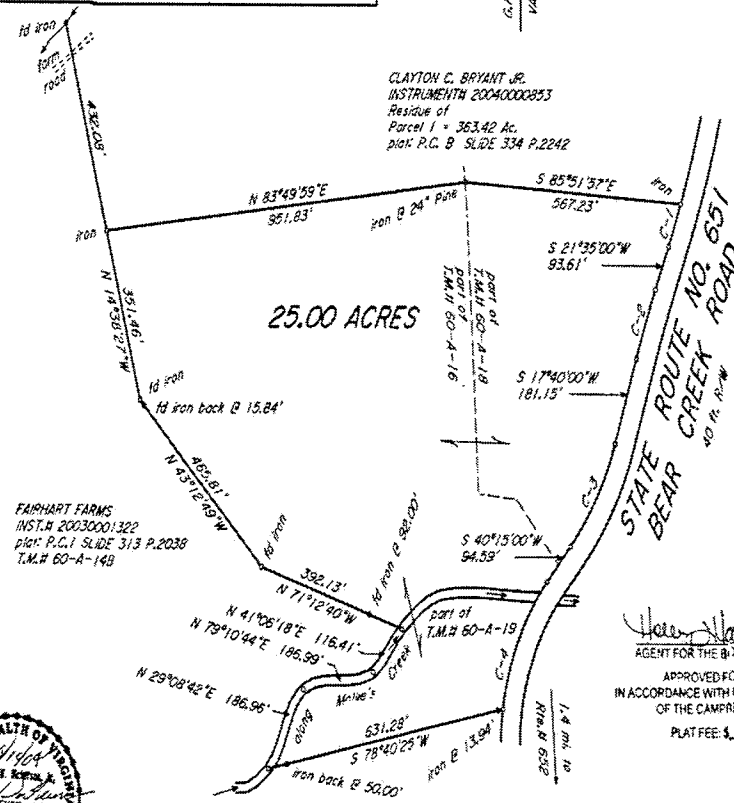 fd iron
farm
road
432.08'
CLAYTON C. BRYANT JR.
INSTRUMENT# 20040000853
Residue of
Parcel 1 = 363.42 Ac.
plat: P.C. B SLIDE 334 P.2242
N 83°49'59"E
951.83'
S 85°51'57"E
567.23'
iron
iron @ 24" Pine
iron
C-1
S 21°35'00"W
93.61'
C-2
351.46'
N 14°38'27"W
25.00 ACRES
part of
T.M.# 60-A-18
part of
T.M.# 60-A-16
STATE ROUTE NO. 651
BEAR CREEK ROAD
40 ft. R/W
fd iron
fd iron back @ 15.84'
S 17°40'00"W
181.15'
465.81'
N 43°12'49"W
C-3
FAIRHART FARMS
INST.# 20030001322
plat: P.C.1 SLIDE 313 P.2038
T.M.# 60-A-14B
fd iron
S 40°15'00"W
94.59'
392.13'
N 71°12'40"W
fd iron @ 92.00'
N 41°06'18"E 116.41'
N 79°10'44"E 186.99'
N 29°08'42"E 186.96'
part of
T.M.# 60-A-19
along
Creek
C-4
631.28'
S 78°40'25"W
iron back @ 50.00'
iron @ 13.94'
1.4 mi. to
Rte.# 652
AGENT FOR THE
APPROVED FO
IN ACCORDANCE WITH
OF THE CAMPB
PLAT FEE: $
ALTH OF VIRGINIA